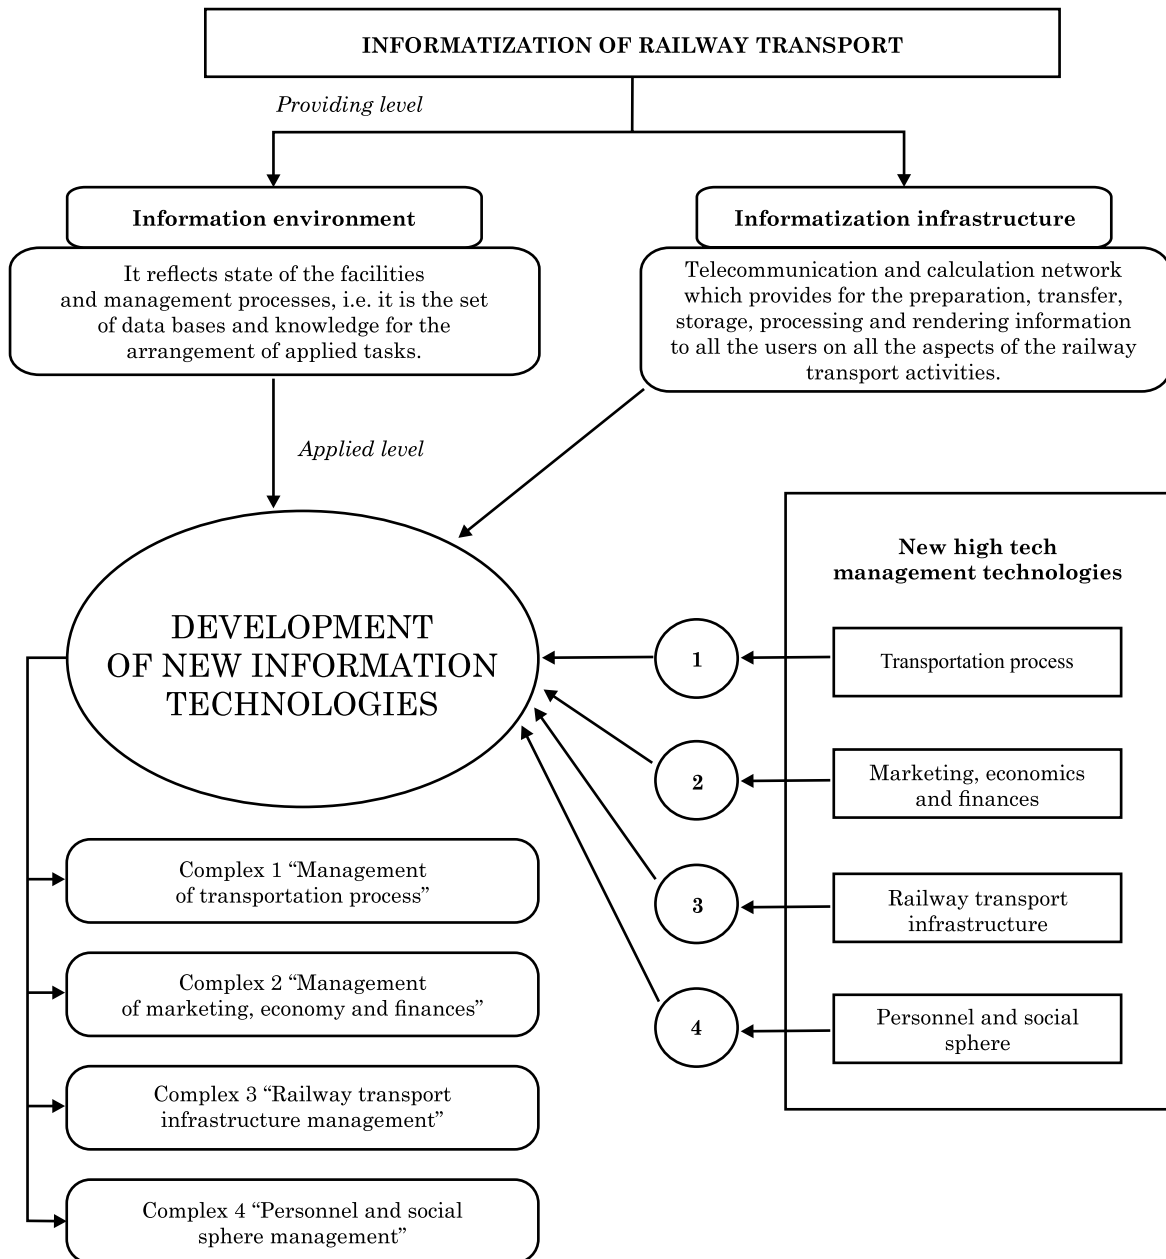 INFORMATIZATION OF RAILWAY TRANSPORT
Providing level
Information environment
It reflects state of the facilities
and management processes, i.e. it is the set
of data bases and knowledge for the
arrangement of applied tasks.
Informatization infrastructure
Telecommunication and calculation network
which provides for the preparation, transfer,
storage, processing and rendering information
to all the users on all the aspects of the railway
transport activities.
Applied level
DEVELOPMENT
OF NEW INFORMATION
TECHNOLOGIES
New high tech
management technologies
1
Transportation process
2
Marketing, economics
and finances
3
Railway transport
infrastructure
4
Personnel and social
sphere
Complex 1 “Management
of transportation process”
Complex 2 “Management
of marketing, economy and finances”
Complex 3 “Railway transport
infrastructure management”
Complex 4 “Personnel and social
sphere management”